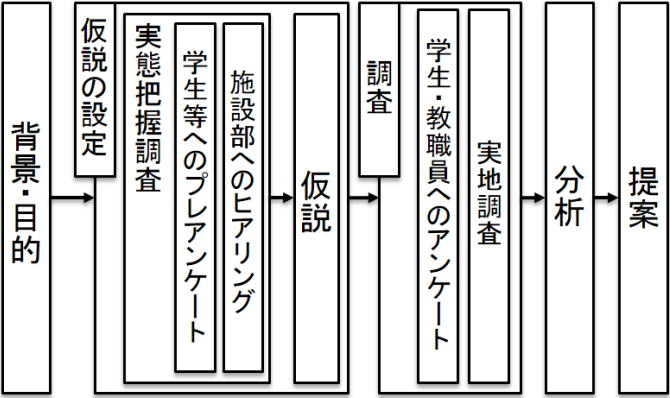 背景・目的
仮説の設定
実態把握調査
学生等へのプレアンケート
施設部へのヒアリング
仮説
調査
学生・教職員へのアンケート
実地調査
分析
提案